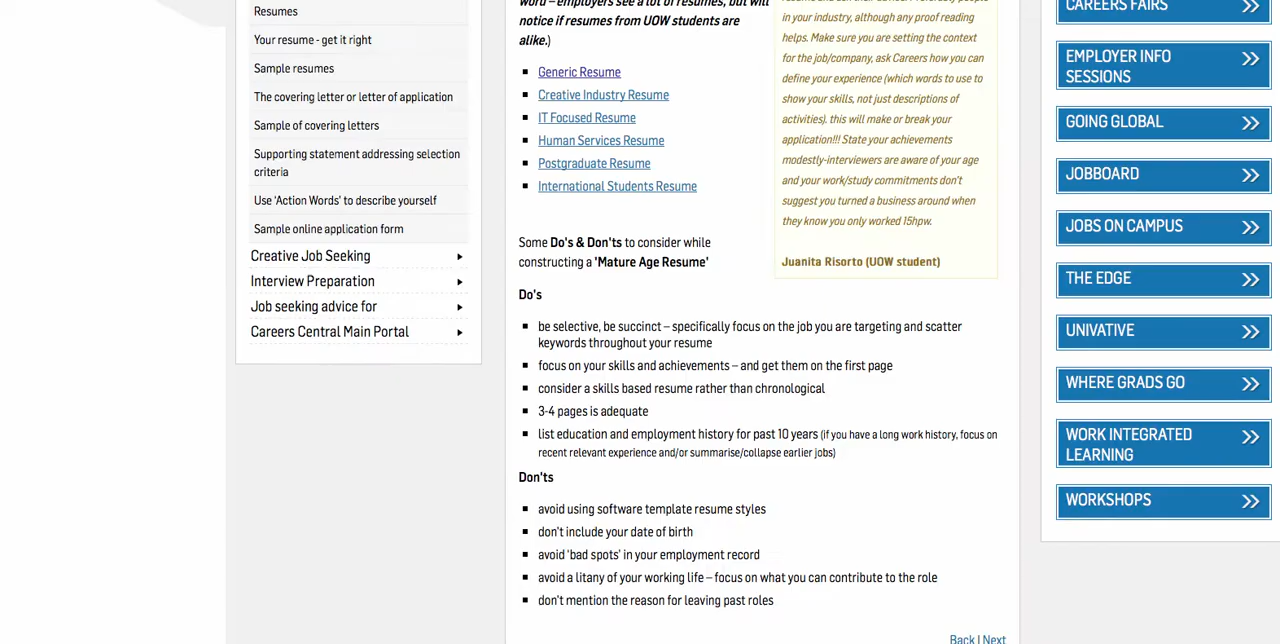 Resumes
Your resume - get it right
Sample resumes
The covering letter or letter of application
Sample of covering letters
Supporting statement addressing selection
criteria
Use 'Action Words' to describe yourself
Sample online application form
Creative Job Seeking
Interview Preparation
Job seeking advice for
Careers Central Main Portal
word – employers see a lot of resumes, but will
notice if resumes from UOW students are
alike.)
Generic Resume
Creative Industry Resume
IT Focused Resume
Human Services Resume
Postgraduate Resume
International Students Resume
Some Do's & Don'ts to consider while
constructing a 'Mature Age Resume'
Do's
be selective, be succinct – specifically focus on the job you are targeting and scatter
keywords throughout your resume
focus on your skills and achievements – and get them on the first page
consider a skills based resume rather than chronological
3-4 pages is adequate
list education and employment history for past 10 years (if you have a long work history, focus on
recent relevant experience and/or summarise/collapse earlier jobs)
Don'ts
avoid using software template resume styles
don't include your date of birth
avoid 'bad spots' in your employment record
avoid a litany of your working life – focus on what you can contribute to the role
don't mention the reason for leaving past roles
Back | Next
in your industry, although any proof reading
helps. Make sure you are setting the context
for the job/company, ask Careers how you can
define your experience (which words to use to
show your skills, not just descriptions of
activities). this will make or break your
application!!! State your achievements
modestly-interviewers are aware of your age
and your work/study commitments don't
suggest you turned a business around when
they know you only worked 15hpw.
Juanita Risorto (UOW student)
CAREERS FAIRS
EMPLOYER INFO
SESSIONS
GOING GLOBAL
JOBBOARD
JOBS ON CAMPUS
THE EDGE
UNIVATIVE
WHERE GRADS GO
WORK INTEGRATED
LEARNING
WORKSHOPS